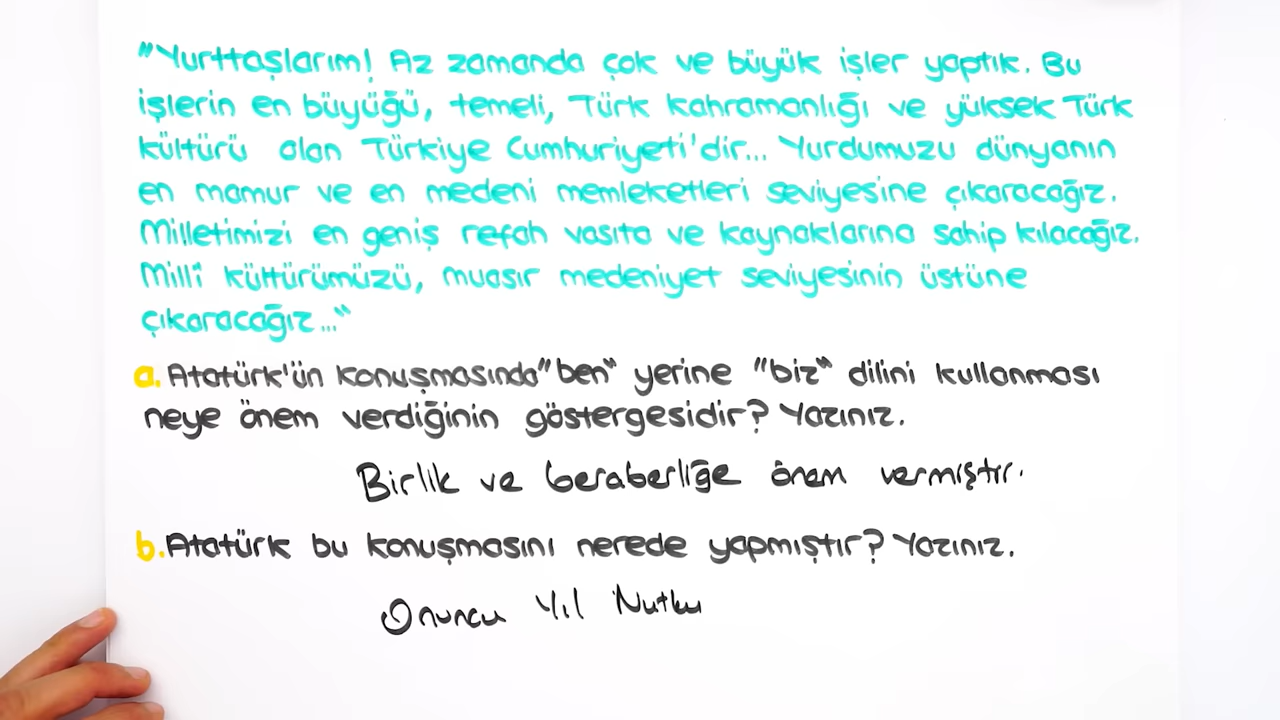 "Yurttaşlarım! Az zamanda çok ve büyük işler yaptık. Bu
işlerin en büyüğü, temeli, Türk kahramanlığı ve yüksek Türk
kültürü olan Türkiye Cumhuriyeti'dir... Yurdumuzu dünyanın
en mamur ve en medeni memleketleri seviyesine çıkaracağız.
Milletimizi en geniş refah vasıta ve kaynaklarına sahip kılacağız.
Millî kültürümüzü, muasır medeniyet seviyesinin üstüne
çıkaracağız..."
a. Atatürk'ün konuşmasında "ben" yerine "biz" dilini kullanması
neye önem verdiğinin göstergesidir? Yazınız.
Birlik ve beraberliğe önem vermiştir.
b. Atatürk bu konuşmasını nerede yapmıştır? Yazınız.
Onuncu Yıl Nutku